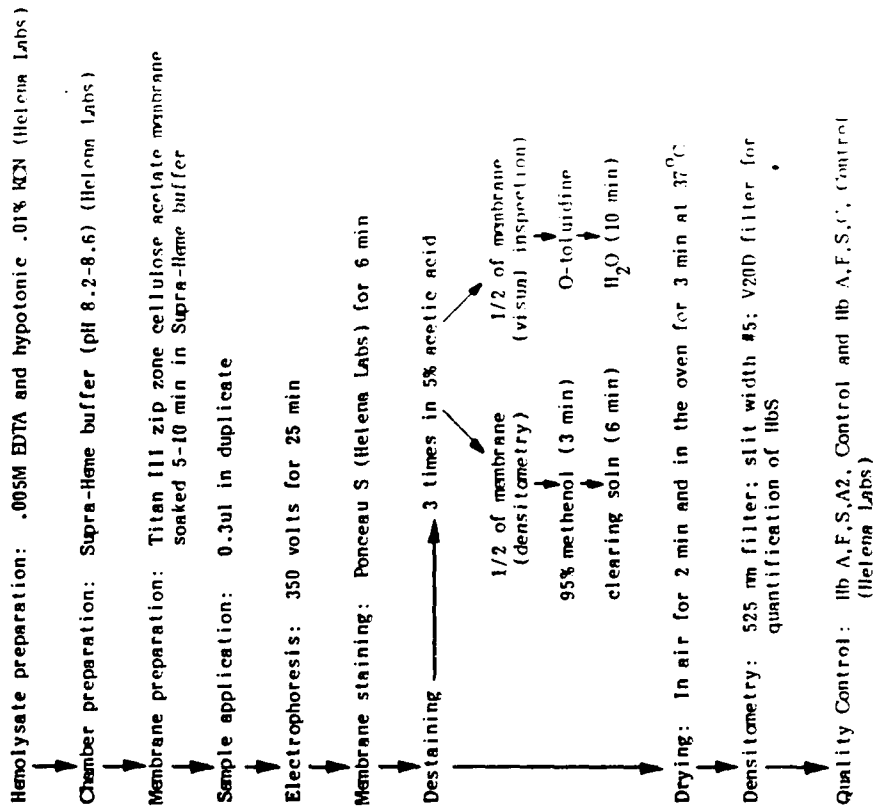 Hemolysate preparation: .005M EDTA and hypotonic .01% KCN (Helena Labs)
Chamber preparation: Supra-Heme buffer (pH 8.2-8.6) (Helena Labs)
Membrane preparation: Titan III zip zone cellulose acetate membrane
soaked 5-10 min in Supra-Heme buffer
Sample application: 0.3ul in duplicate
Electrophoresis: 350 volts for 25 min
Membrane staining: Ponceau S (Helena Labs) for 6 min
Destaining 3 times in 5% acetic acid
1/2 of membrane
(densitometry)
95% methenol (3 min)
clearing soln (6 min)
1/2 of membrane
(visual inspection)
O-toluidine
H2O (10 min)
Drying: In air for 2 min and in the oven for 3 min at 37°C
Densitometry: 525 nm filter; slit width #5; V20D filter for
quantification of HbS
Quality Control: Hb A,F,S,A2, Control and Hb A,F,S,C, Control
(Helena Labs)